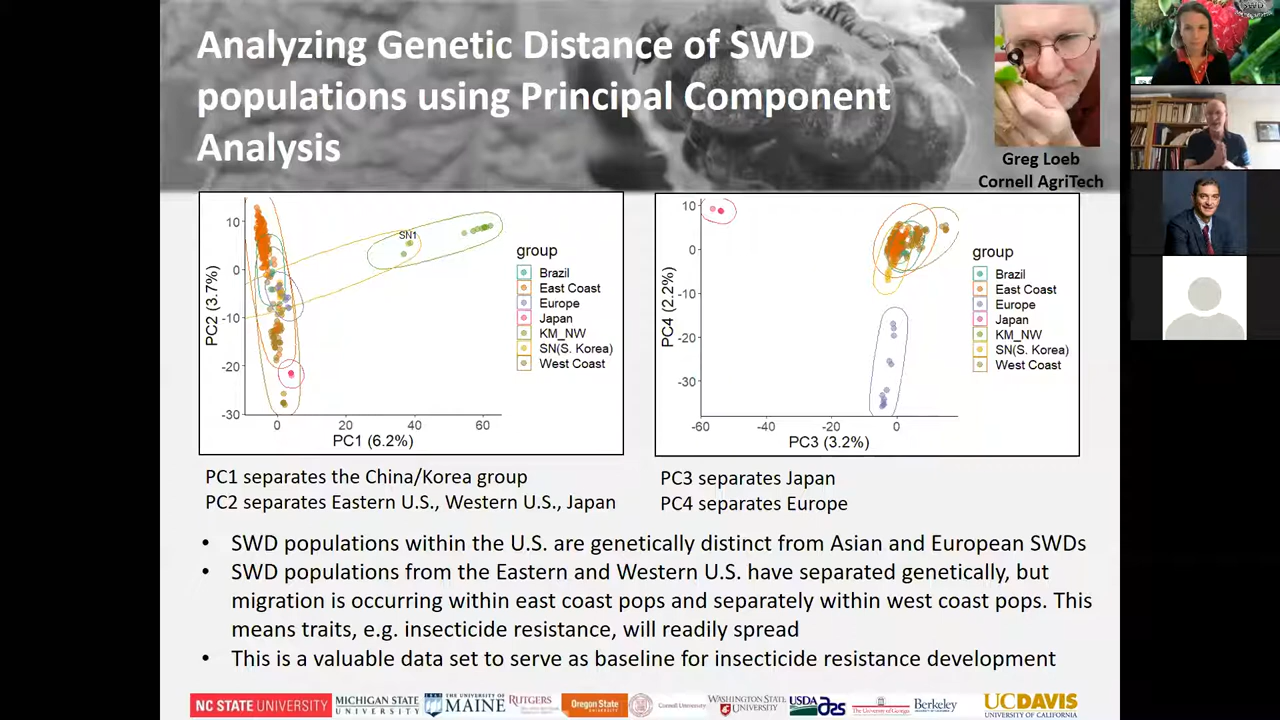 Analyzing Genetic Distance of SWD
populations using Principal Component
Analysis
Greg Loeb
Cornell AgriTech
PC2 (3.7%)
10
0
-10
-20
-30
SN1
0
20
40
60
PC1 (6.2%)
group
Brazil
East Coast
Europe
Japan
KM_NW
SN(S. Korea)
West Coast
PC4 (2.2%)
10
0
-10
-20
-30
-60
-40
-20
0
PC3 (3.2%)
group
Brazil
East Coast
Europe
Japan
KM_NW
SN(S. Korea)
West Coast
PC1 separates the China/Korea group
PC2 separates Eastern U.S., Western U.S., Japan
PC3 separates Japan
PC4 separates Europe
• SWD populations within the U.S. are genetically distinct from Asian and European SWDs
• SWD populations from the Eastern and Western U.S. have separated genetically, but
migration is occurring within east coast pops and separately within west coast pops. This
means traits, e.g. insecticide resistance, will readily spread
• This is a valuable data set to serve as baseline for insecticide resistance development
NC STATE UNIVERSITY
MICHIGAN STATE
UNIVERSITY
THE UNIVERSITY OF
MAINE
RUTGERS
Oregon State
Cornell University
WASHINGTON STATE
UNIVERSITY
USDA
Berkeley
UCDAVIS
UNIVERSITY OF CALIFORNIA